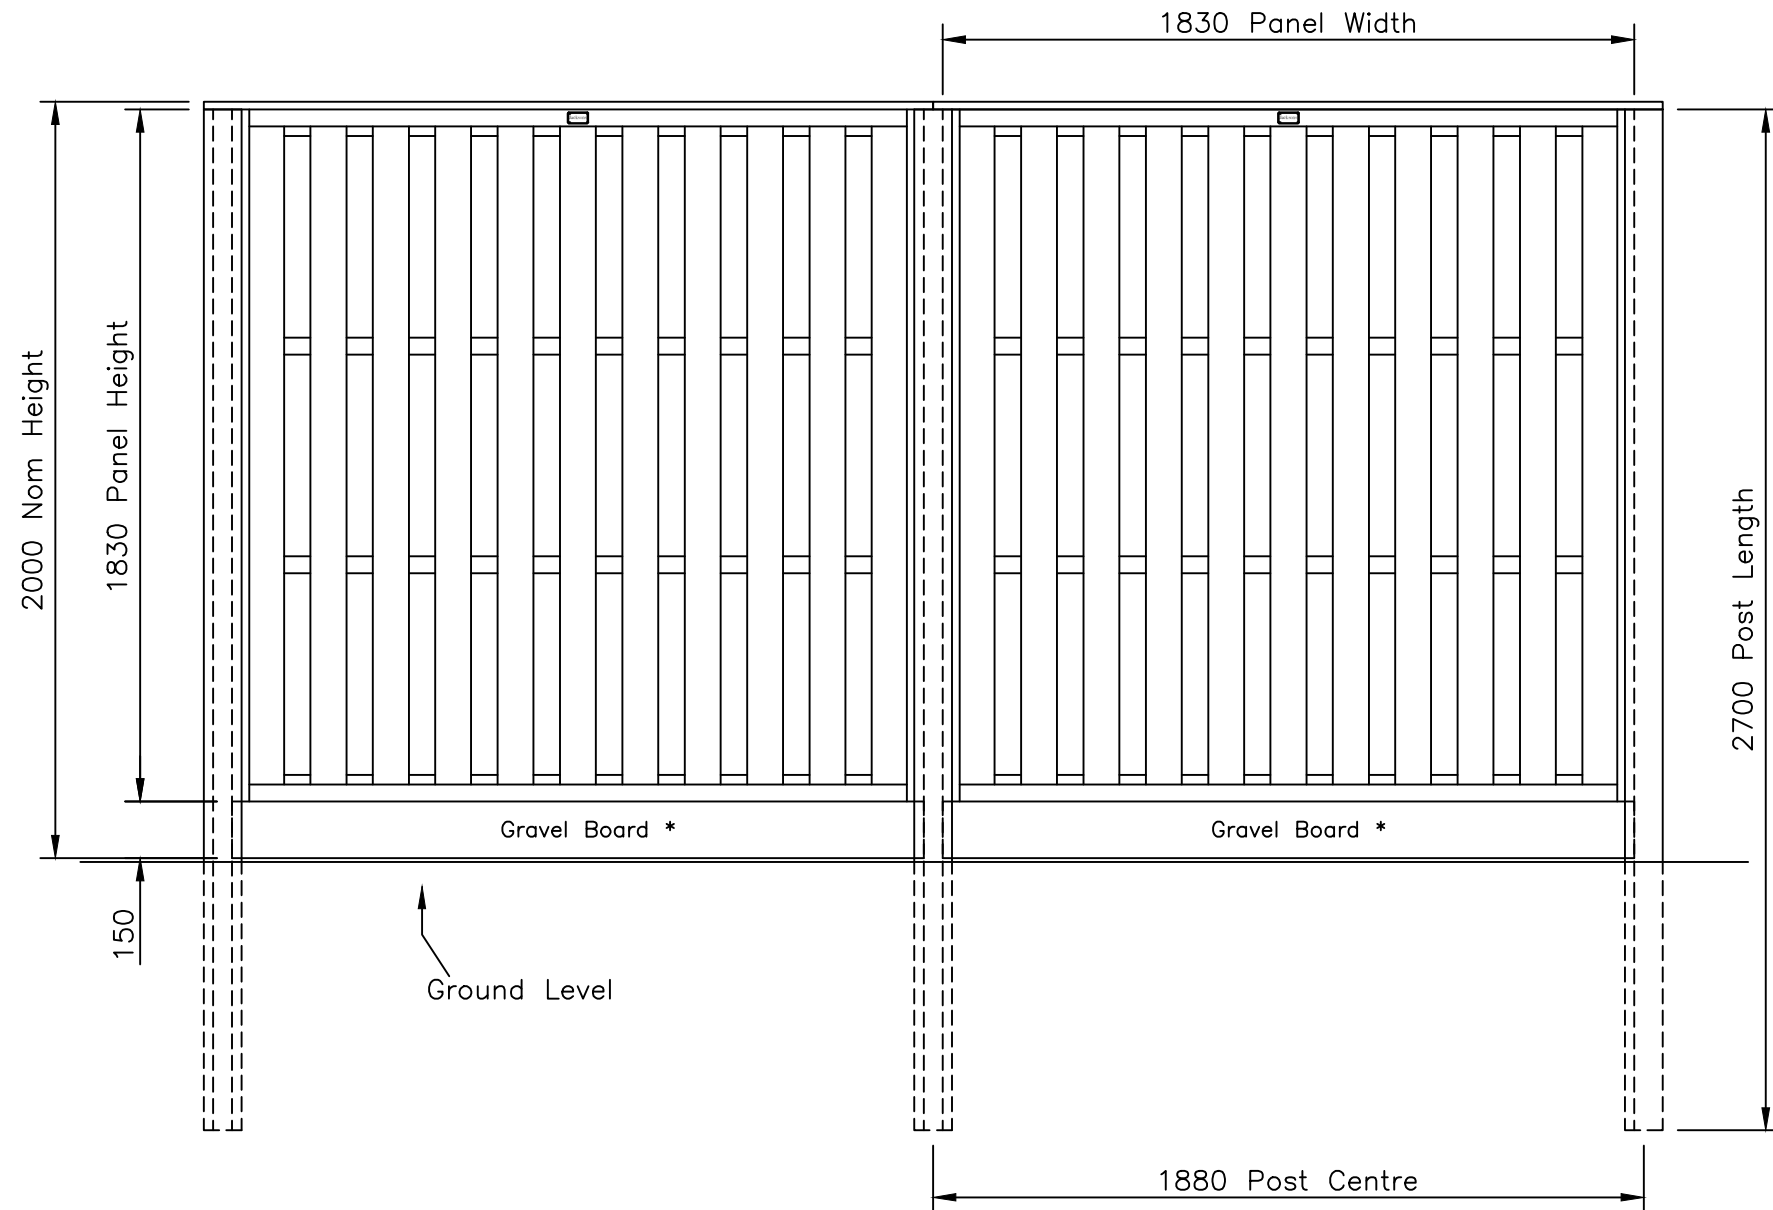 1830 Panel Width
2000 Nom Height
1830 Panel Height
2700 Post Length
Gravel Board *
Gravel Board *
150
Ground Level
1880 Post Centre